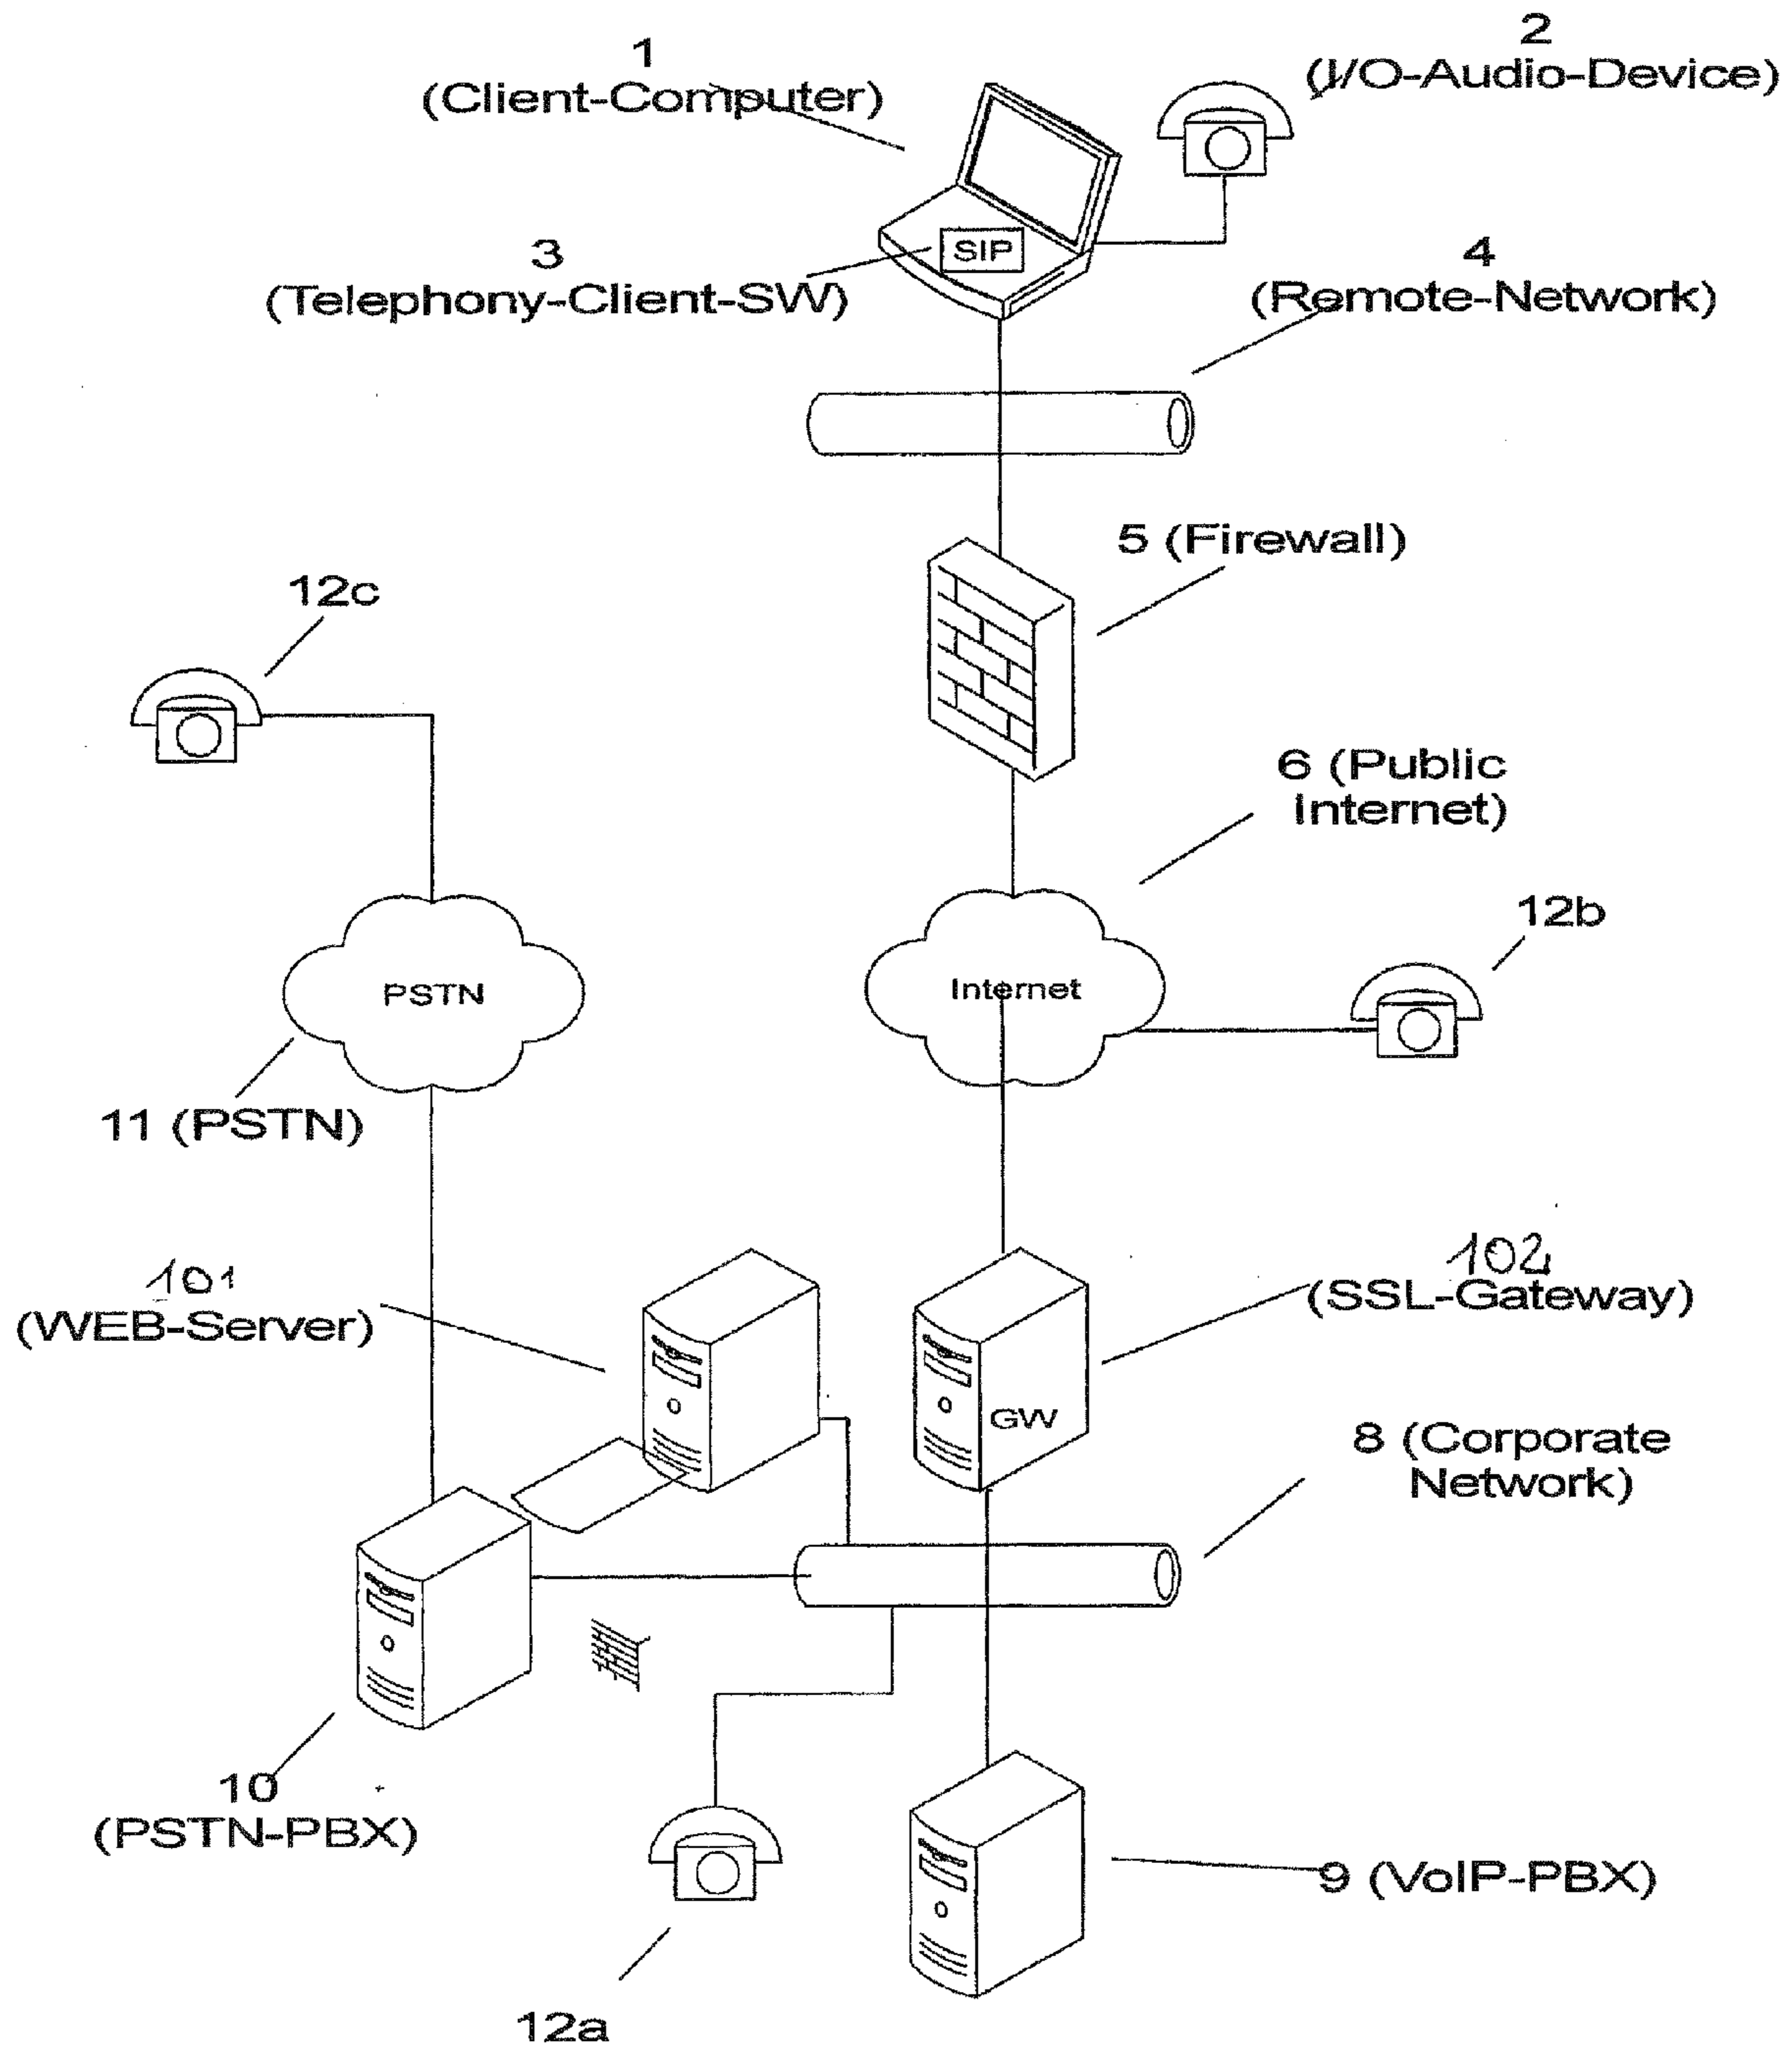 1
(Client-Computer)
2
(I/O-Audio-Device)
SIP
3
(Telephony-Client-SW)
4
(Remote-Network)
5 (Firewall)
12c
6 (Public
Internet)
12b
PSTN
Internet
11 (PSTN)
101
(WEB-Server)
102
(SSL-Gateway)
GW
8 (Corporate
Network)
10
(PSTN-PBX)
9 (VoIP-PBX)
12a